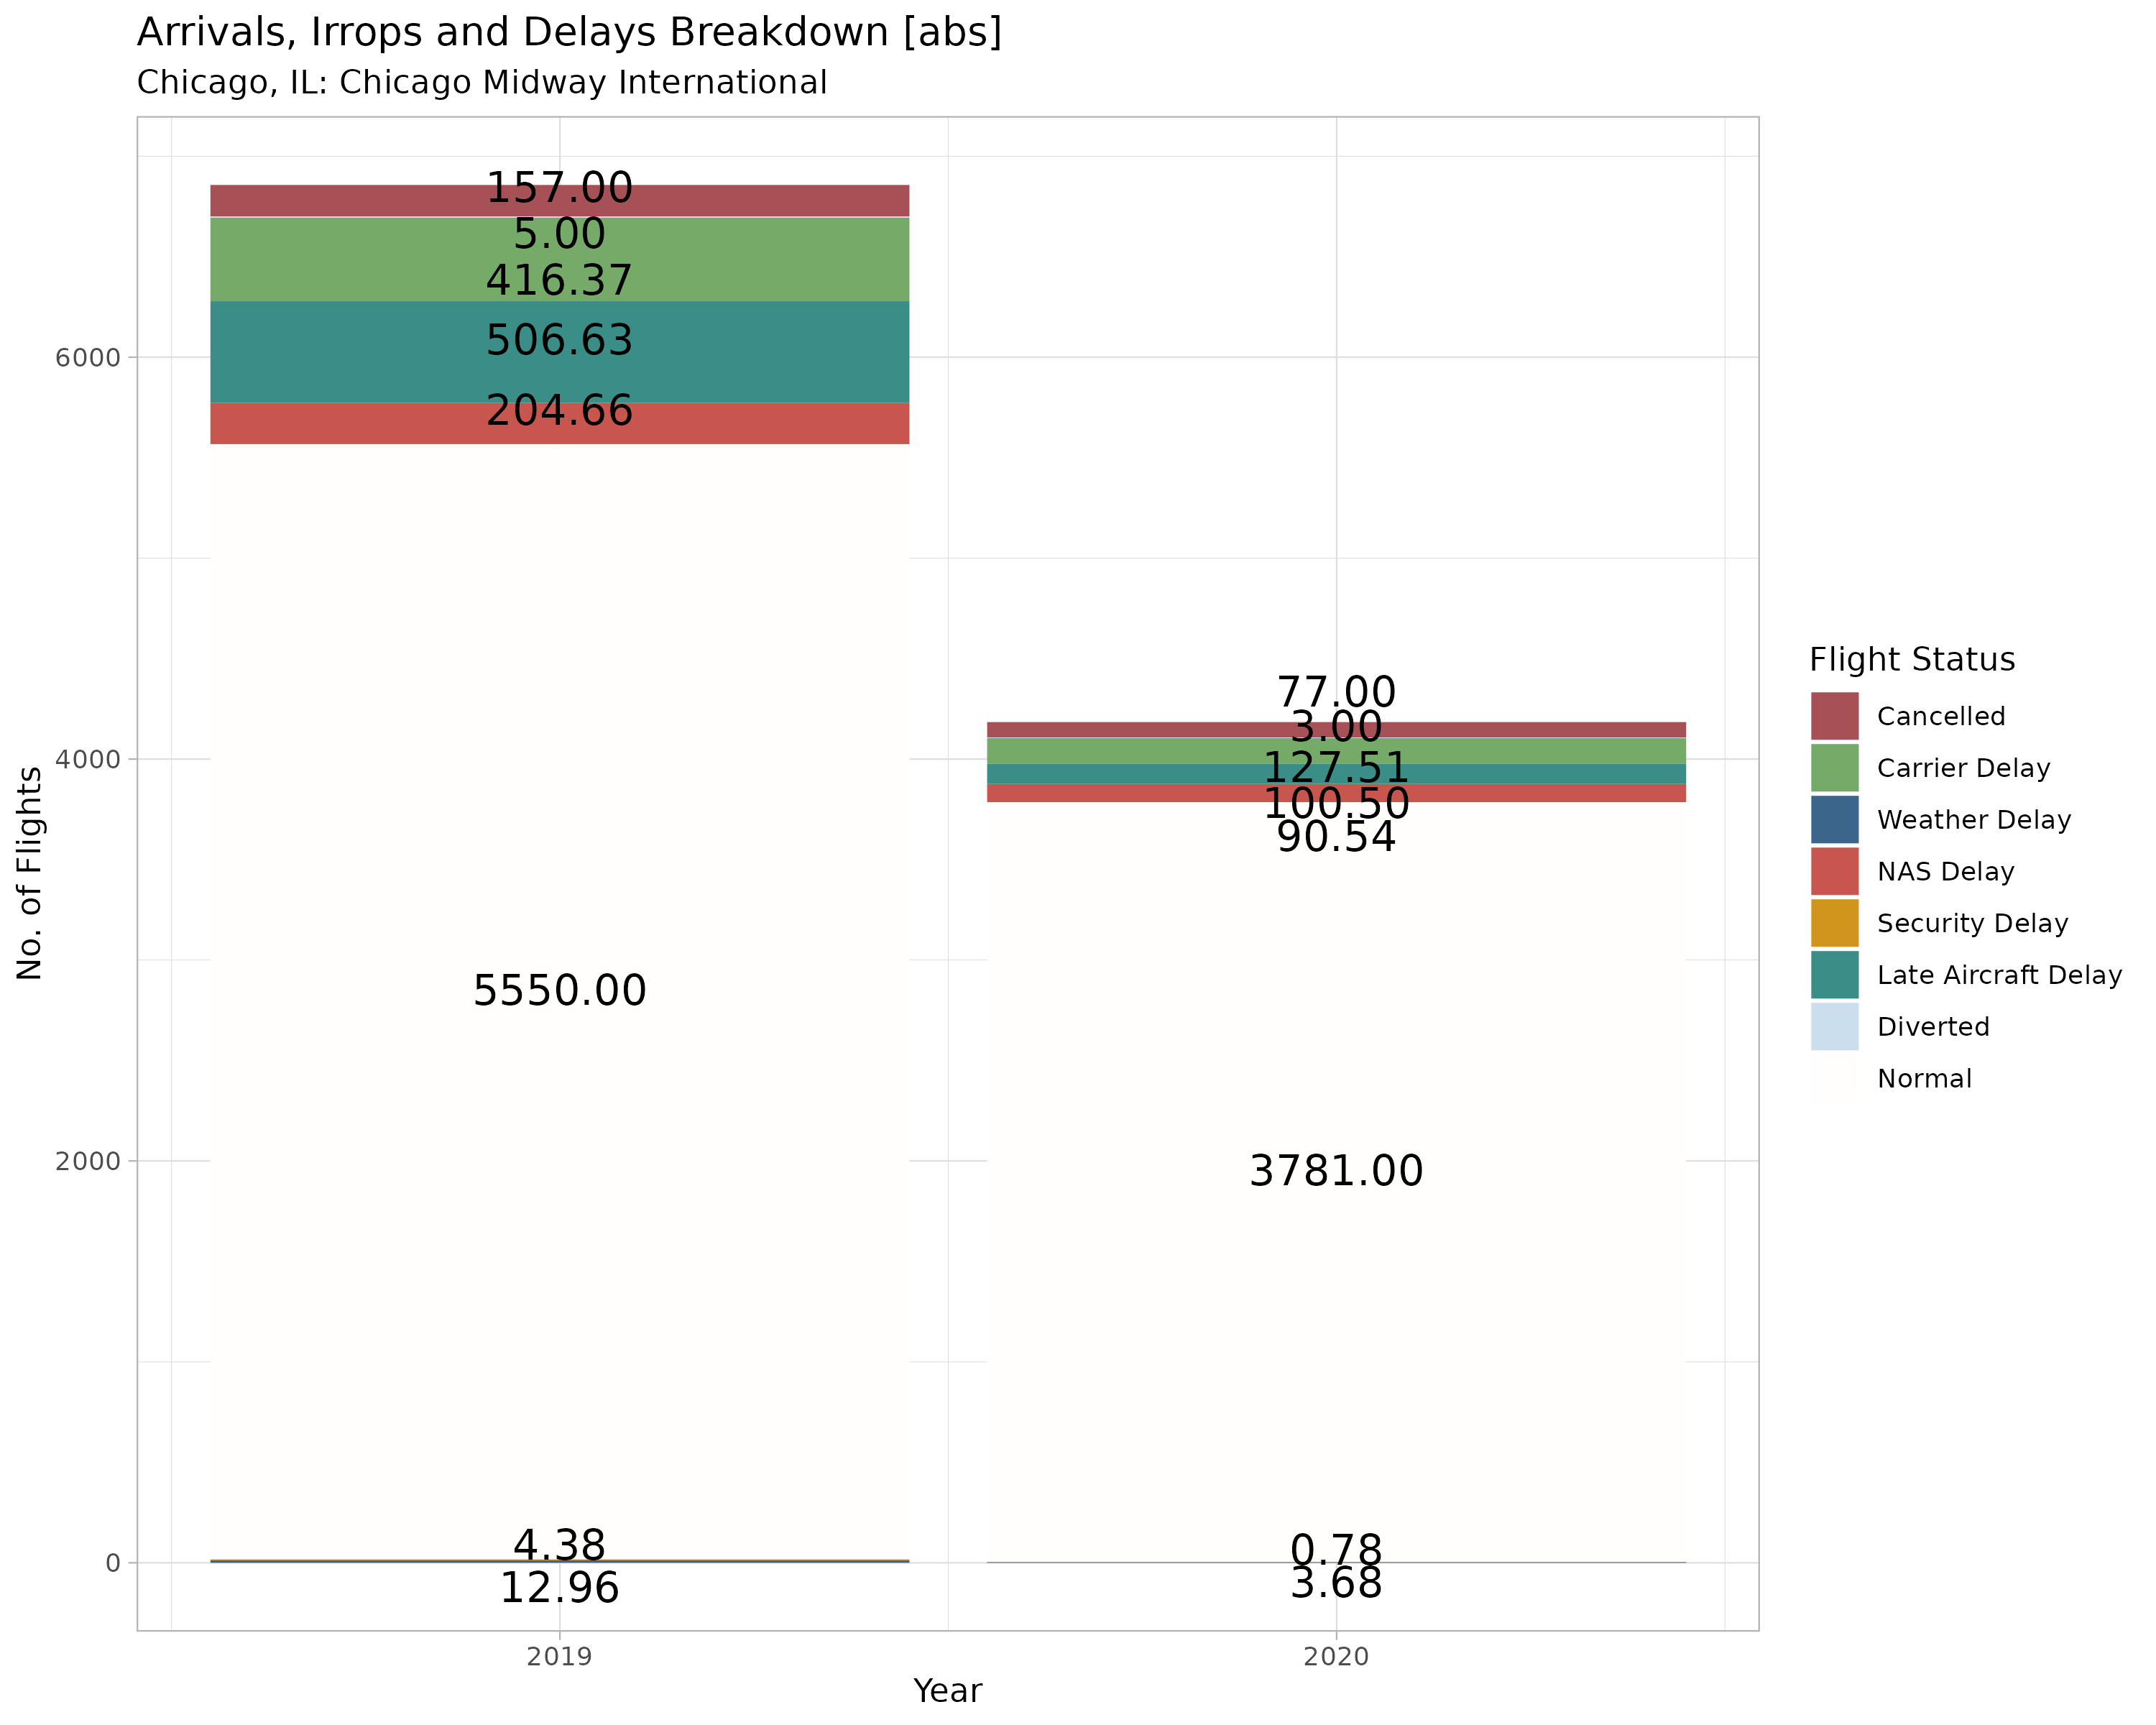 Arrivals, Irrops and Delays Breakdown [abs]
Chicago, IL: Chicago Midway International
No. of Flights
6000
4000
2000
0
157.00
5.00
416.37
506.63
204.66
5550.00
4.38
12.96
77.00
3.00
127.51
100.50
90.54
3781.00
0.78
3.68
2019
2020
Year
Flight Status
Cancelled
Carrier Delay
Weather Delay
NAS Delay
Security Delay
Late Aircraft Delay
Diverted
Normal